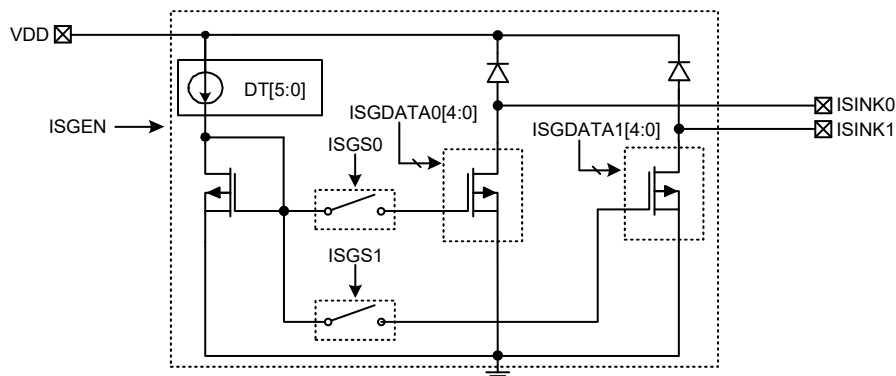 VDD
DT[5:0]
ISGDATA0[4:0]
ISINK0
ISGEN
ISGS0
ISGDATA1[4:0]
ISINK1
ISGS1